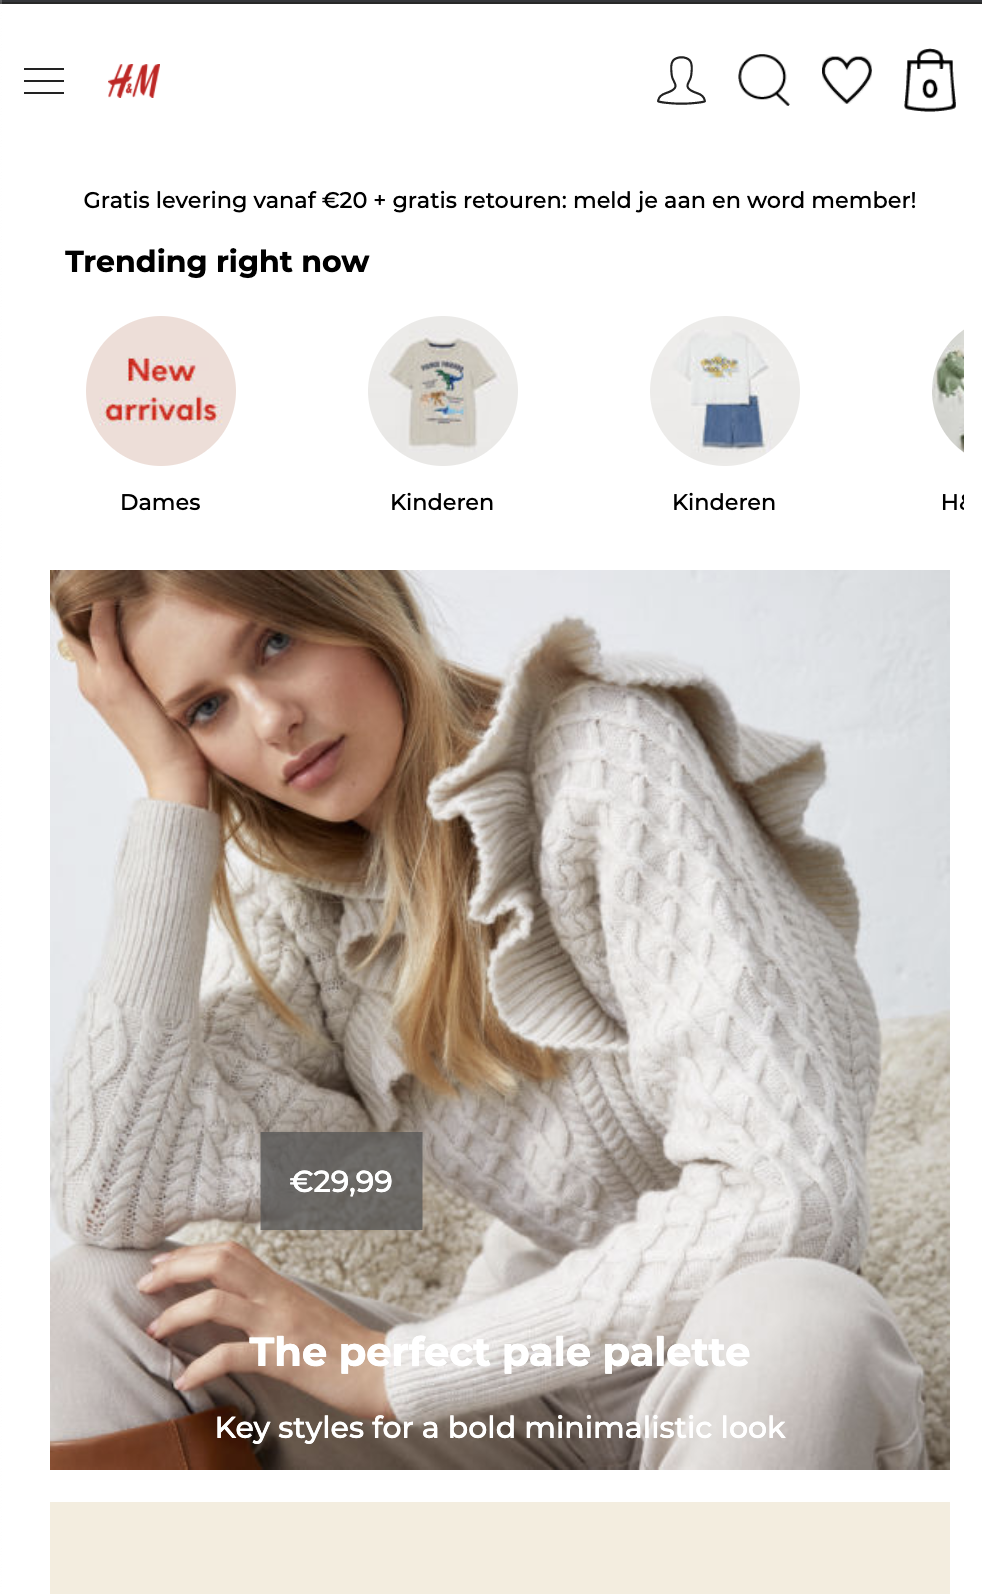 H&M
0
Gratis levering vanaf €20 + gratis retouren: meld je aan en word member!
Trending right now
New
arrivals
Dames
Kinderen
Kinderen
€29,99
The perfect pale palette
Key styles for a bold minimalistic look